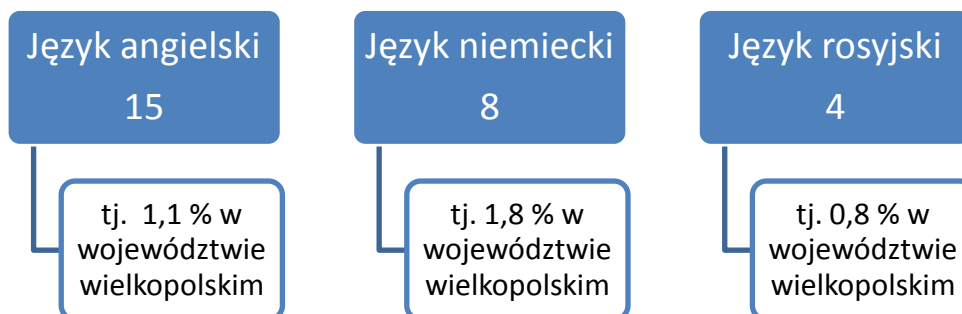 Język angielski
15
tj. 1,1 % w
województwie
wielkopolskim
Język niemiecki
8
tj. 1,8 % w
województwie
wielkopolskim
Język rosyjski
4
tj. 0,8 % w
województwie
wielkopolskim